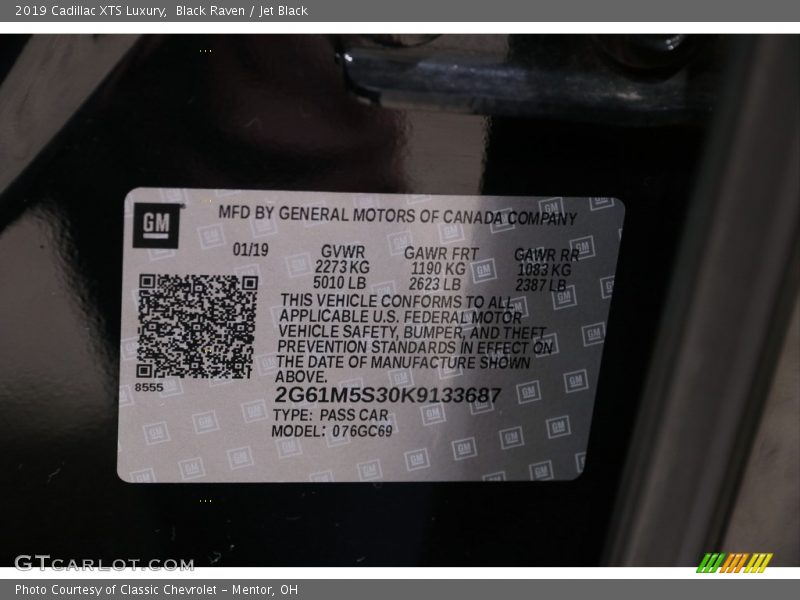 2019 Cadillac XTS Luxury,  Black Raven / Jet Black
GM
MFD BY GENERAL MOTORS OF CANADA COMPANY
01/19 GVWR GAWR FRT GAWR RR
2273 KG 1190 KG 1083 KG
5010 LB 2623 LB 2387 LB
THIS VEHICLE CONFORMS TO ALL
APPLICABLE U.S. FEDERAL MOTOR
VEHICLE SAFETY, BUMPER, AND THEFT
PREVENTION STANDARDS IN EFFECT ON
THE DATE OF MANUFACTURE SHOWN
ABOVE.
8555
2G61M5S30K9133687
TYPE: PASS CAR
MODEL: 076GC69
GTCARLOT.COM
Photo Courtesy of Classic Chevrolet – Mentor, OH